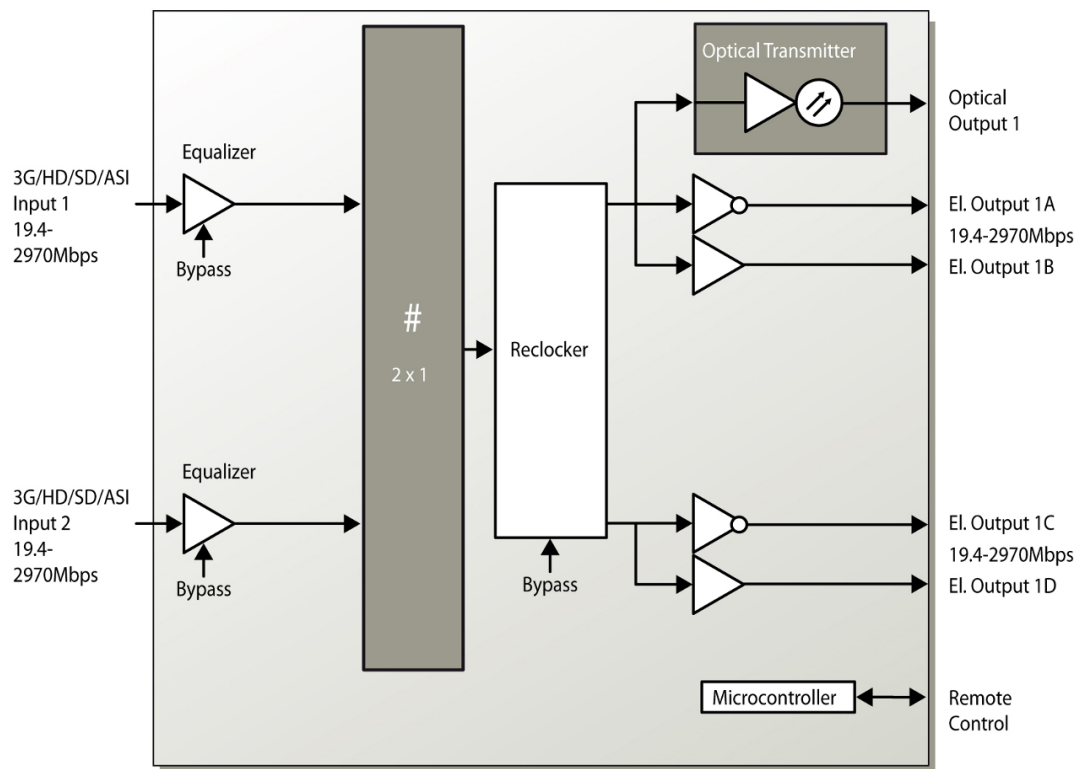 Optical Transmitter
Optical
Output 1
Equalizer
3G/HD/SD/ASI
Input 1
19.4-
2970Mbps
Bypass
El. Output 1A
19.4-2970Mbps
El. Output 1B
#
2 x 1
Reclocker
Equalizer
3G/HD/SD/ASI
Input 2
19.4-
2970Mbps
Bypass
Bypass
El. Output 1C
19.4-2970Mbps
El. Output 1D
Microcontroller
Remote
Control